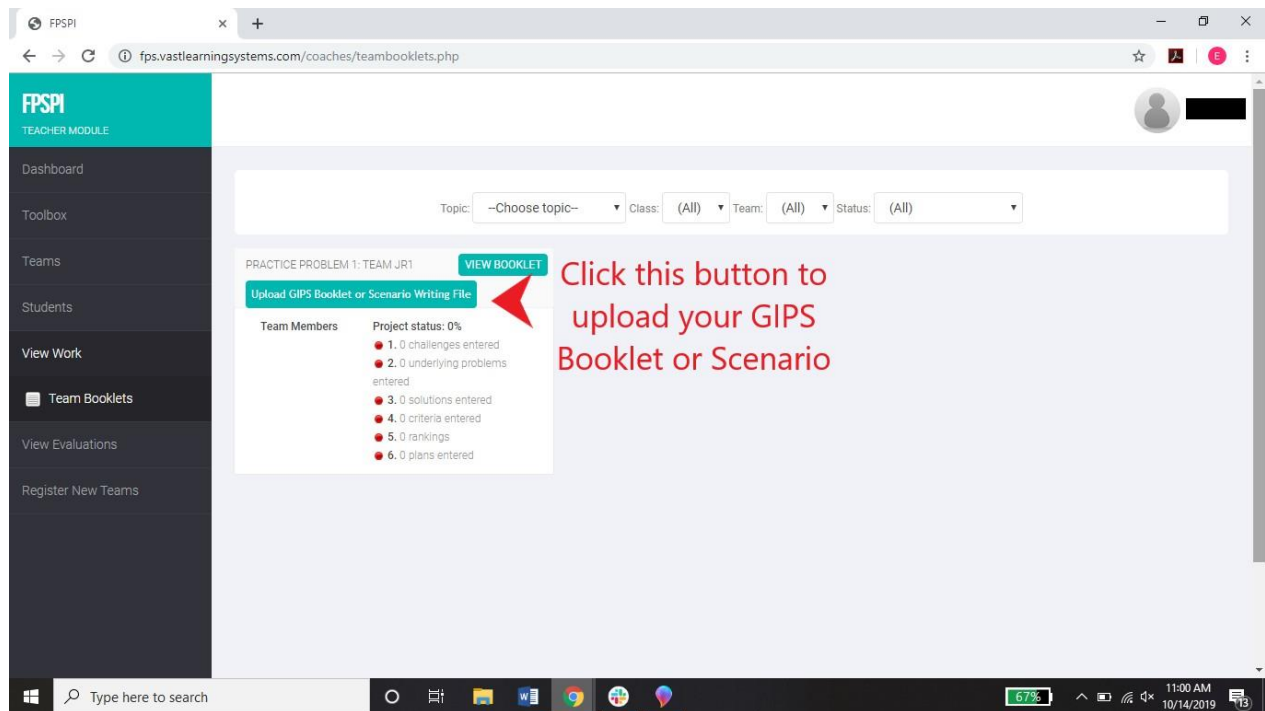 FPSPI
fps.vastlearningsystems.com/coaches/teambooklets.php
E
FPSPI
TEACHER MODULE
Dashboard
Toolbox
Teams
Students
View Work
Team Booklets
View Evaluations
Register New Teams
Topic: --Choose topic-- Class: (All) Team: (All) Status: (All)
PRACTICE PROBLEM 1: TEAM JR1 VIEW BOOKLET
Upload GIPS Booklet or Scenario Writing File
Team Members Project status: 0%
1. 0 challenges entered
2. 0 underlying problems
entered
3. 0 solutions entered
4. 0 criteria entered
5. 0 rankings
6. 0 plans entered
Click this button to
upload your GIPS
Booklet or Scenario
Type here to search
67%
11:00 AM
10/14/2019
13